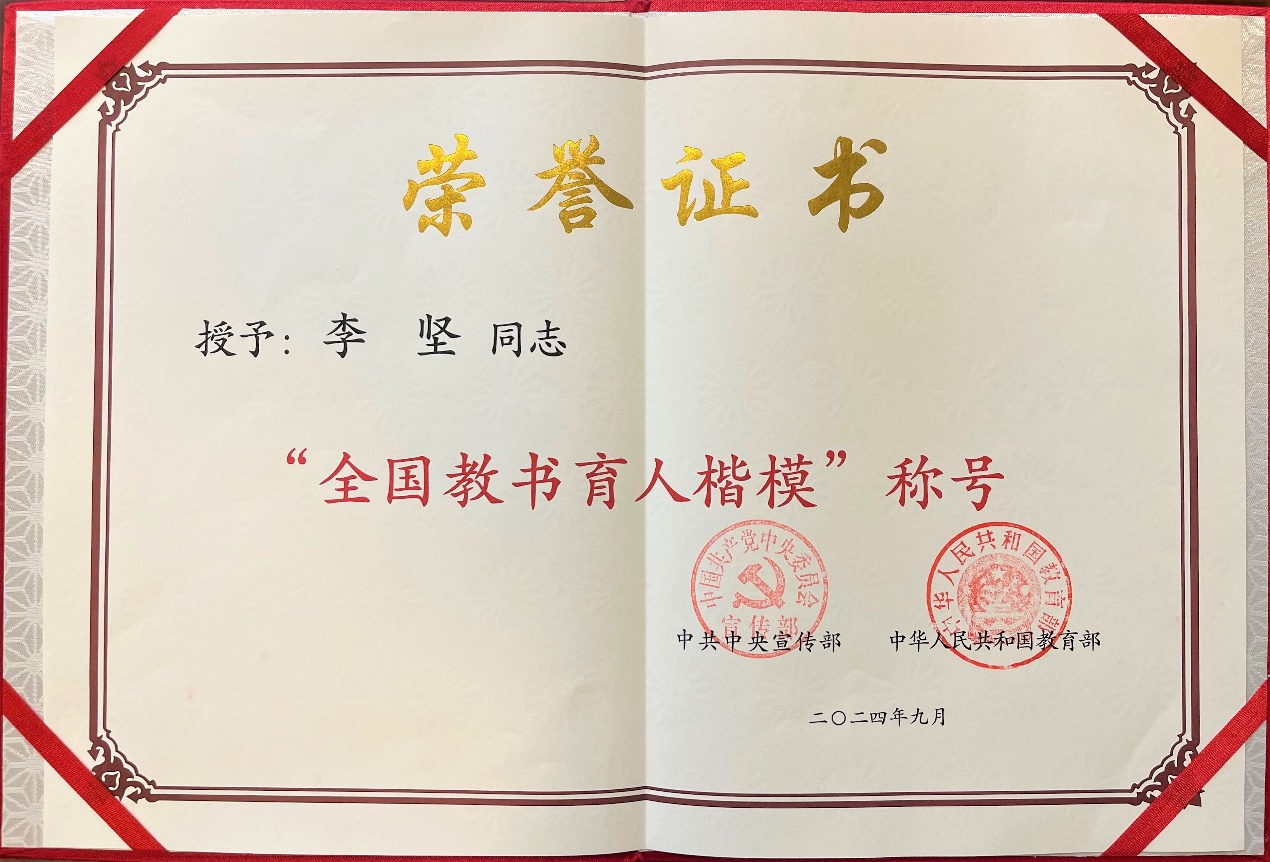 荣誉证书
授予：李 坚 同志
“全国教书育人楷模”称号
中国共产党中央委员会
宣传部
中华人民共和国教育部
中共中央宣传部 中华人民共和国教育部
二〇二四年九月